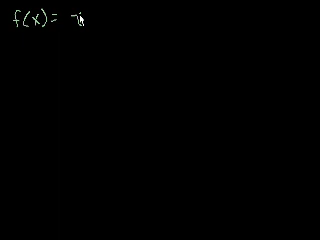 f(x) =